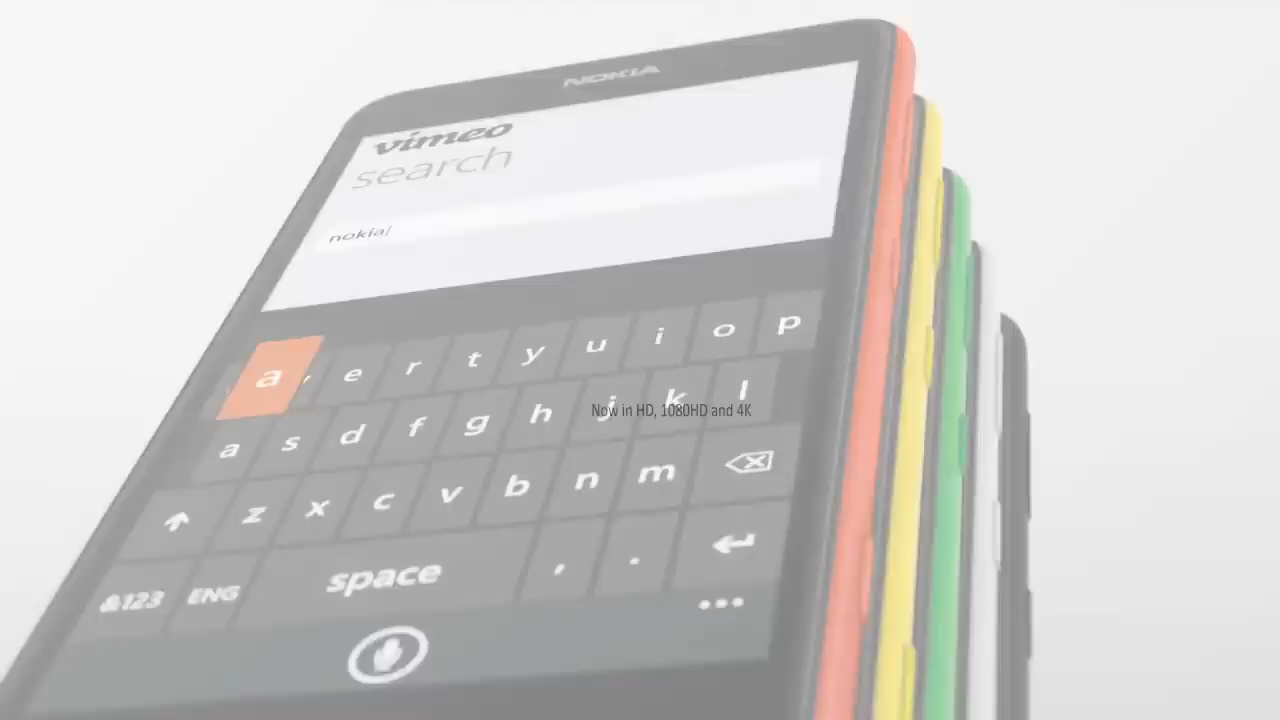 NOKIA
vimeo
search
nokia
a , e r t y u i o p
a s d f g h j k l
Now in HD, 1080HD and 4K
z x c v b n m
&123 ENG space , .